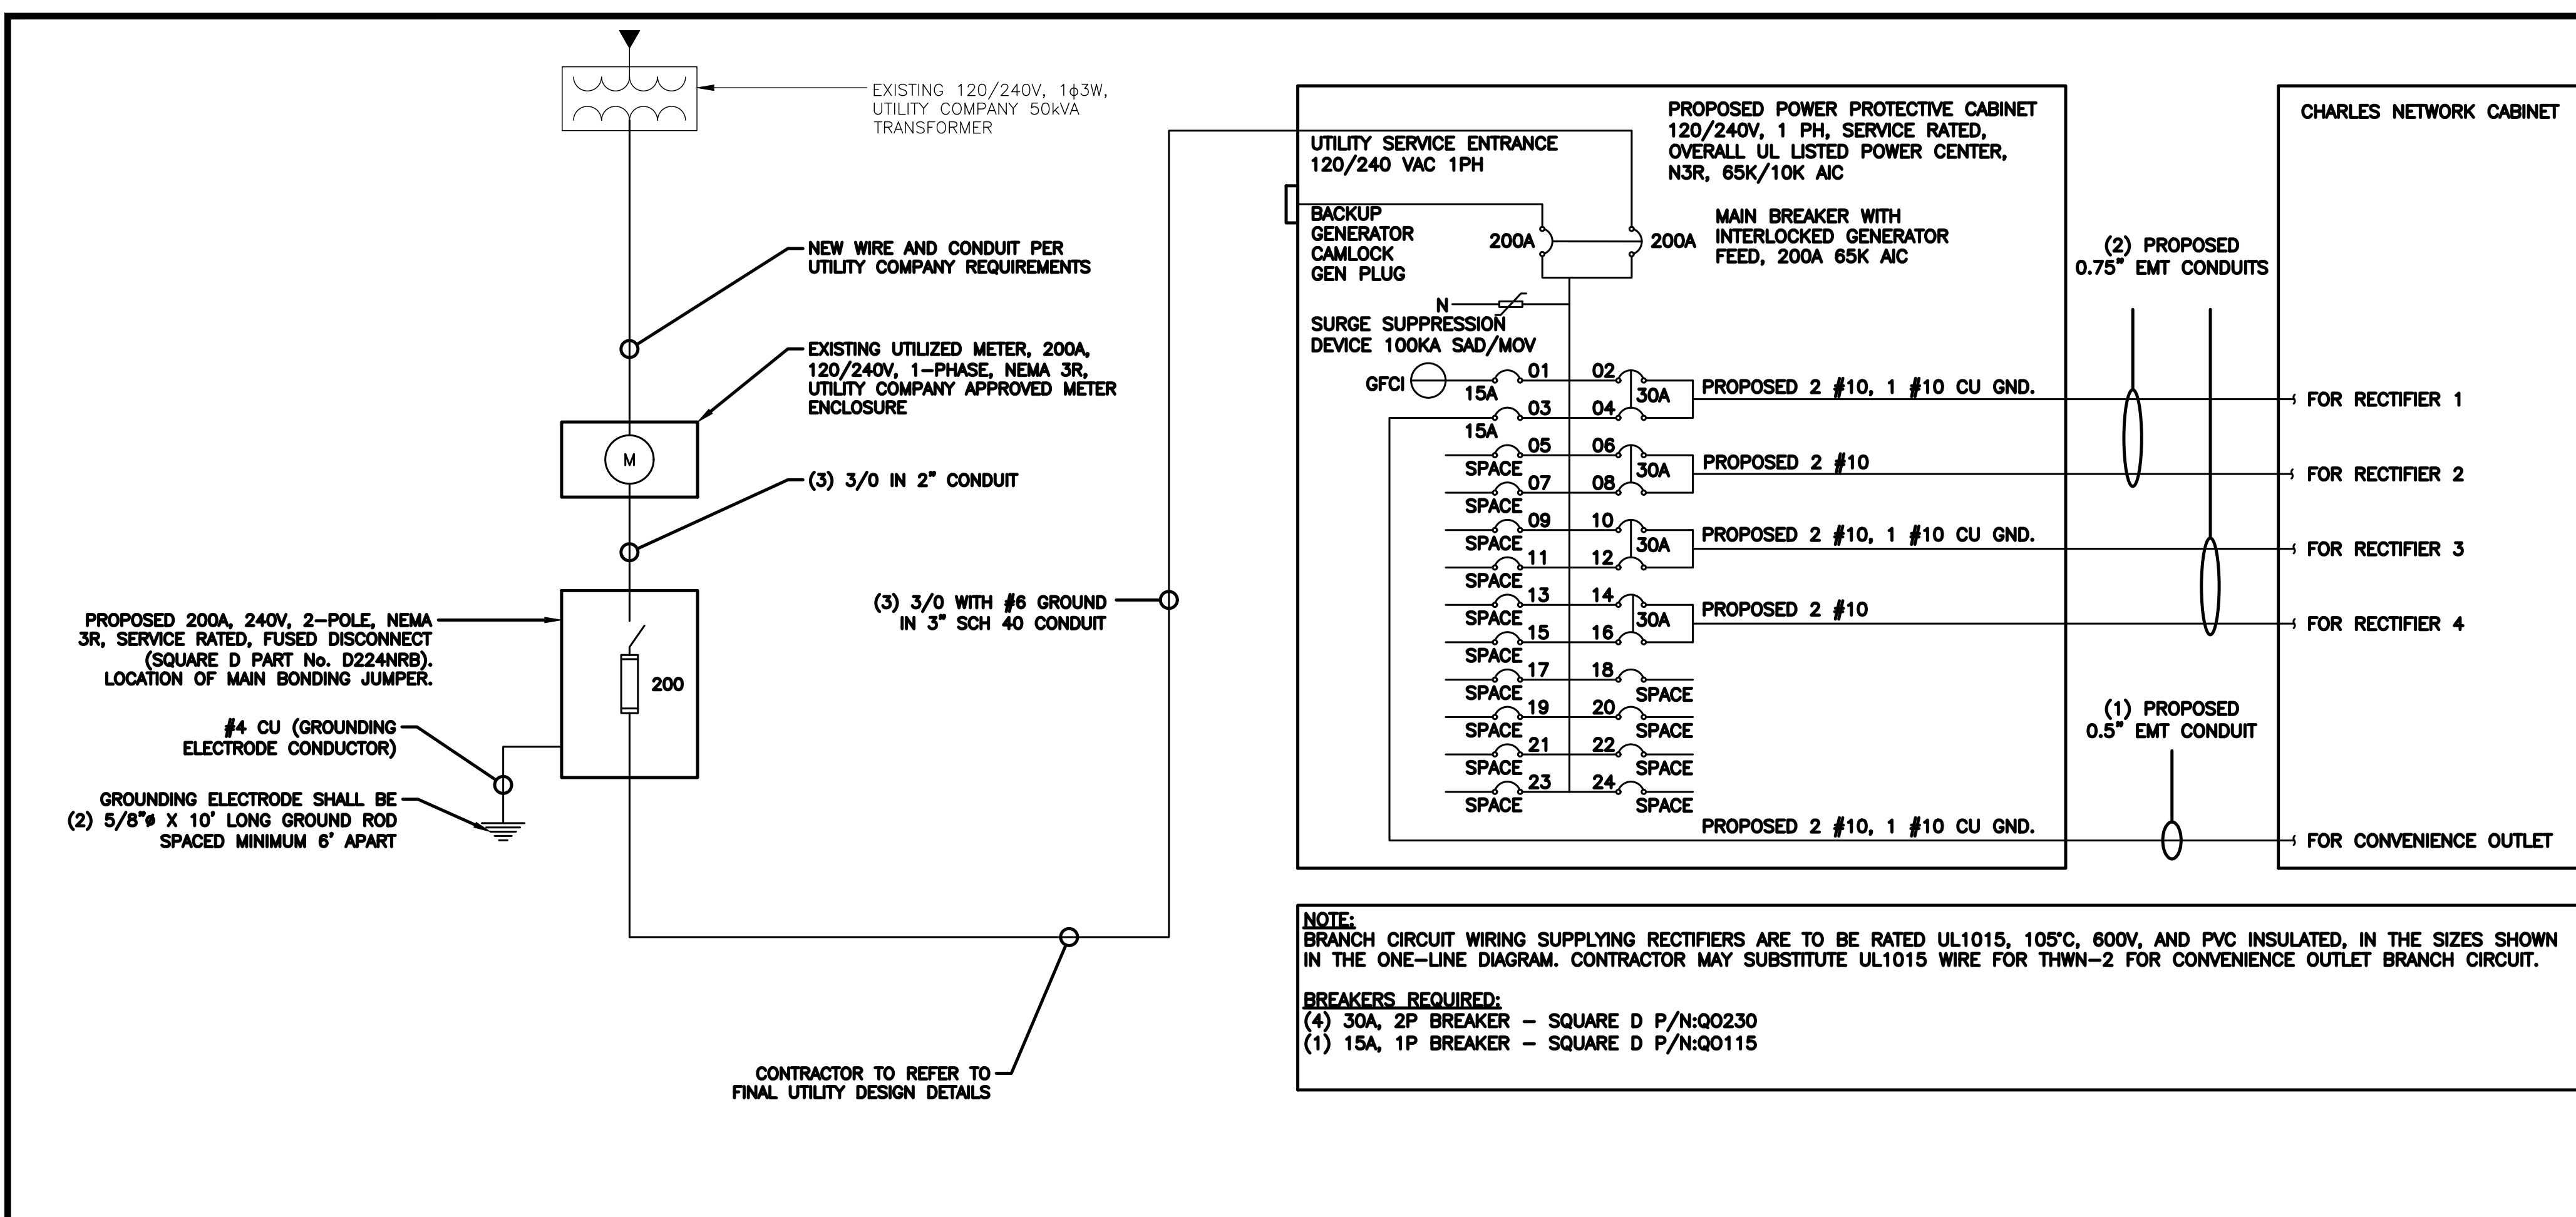 EXISTING 120/240V, 1ϕ3W,
UTILITY COMPANY 50kVA
TRANSFORMER
NEW WIRE AND CONDUIT PER
UTILITY COMPANY REQUIREMENTS
EXISTING UTILIZED METER, 200A,
120/240V, 1-PHASE, NEMA 3R,
UTILITY COMPANY APPROVED METER
ENCLOSURE
M
(3) 3/0 IN 2" CONDUIT
PROPOSED 200A, 240V, 2-POLE, NEMA
3R, SERVICE RATED, FUSED DISCONNECT
(SQUARE D PART No. D224NRB).
LOCATION OF MAIN BONDING JUMPER.
200
#4 CU (GROUNDING
ELECTRODE CONDUCTOR)
GROUNDING ELECTRODE SHALL BE
(2) 5/8"ø X 10' LONG GROUND ROD
SPACED MINIMUM 6' APART
(3) 3/0 WITH #6 GROUND
IN 3" SCH 40 CONDUIT
CONTRACTOR TO REFER TO
FINAL UTILITY DESIGN DETAILS
UTILITY SERVICE ENTRANCE
120/240 VAC 1PH
PROPOSED POWER PROTECTIVE CABINET
120/240V, 1 PH, SERVICE RATED,
OVERALL UL LISTED POWER CENTER,
N3R, 65K/10K AIC
BACKUP
GENERATOR
CAMLOCK
GEN PLUG
200A
200A
MAIN BREAKER WITH
INTERLOCKED GENERATOR
FEED, 200A 65K AIC
N
SURGE SUPPRESSION
DEVICE 100KA SAD/MOV
GFCI
01 02
15A 30A
PROPOSED 2 #10, 1 #10 CU GND.
03 04
15A
05 06
SPACE 30A
PROPOSED 2 #10
07 08
SPACE
09 10
SPACE 30A
PROPOSED 2 #10, 1 #10 CU GND.
11 12
SPACE
13 14
SPACE 30A
PROPOSED 2 #10
15 16
SPACE
17 18
SPACE SPACE
19 20
SPACE SPACE
21 22
SPACE SPACE
23 24
SPACE SPACE
PROPOSED 2 #10, 1 #10 CU GND.
(2) PROPOSED
0.75" EMT CONDUITS
(1) PROPOSED
0.5" EMT CONDUIT
CHARLES NETWORK CABINET
FOR RECTIFIER 1
FOR RECTIFIER 2
FOR RECTIFIER 3
FOR RECTIFIER 4
FOR CONVENIENCE OUTLET
NOTE:
BRANCH CIRCUIT WIRING SUPPLYING RECTIFIERS ARE TO BE RATED UL1015, 105°C, 600V, AND PVC INSULATED, IN THE SIZES SHOWN
IN THE ONE-LINE DIAGRAM. CONTRACTOR MAY SUBSTITUTE UL1015 WIRE FOR THWN-2 FOR CONVENIENCE OUTLET BRANCH CIRCUIT.
BREAKERS REQUIRED:
(4) 30A, 2P BREAKER - SQUARE D P/N:QO230
(1) 15A, 1P BREAKER - SQUARE D P/N:QO115